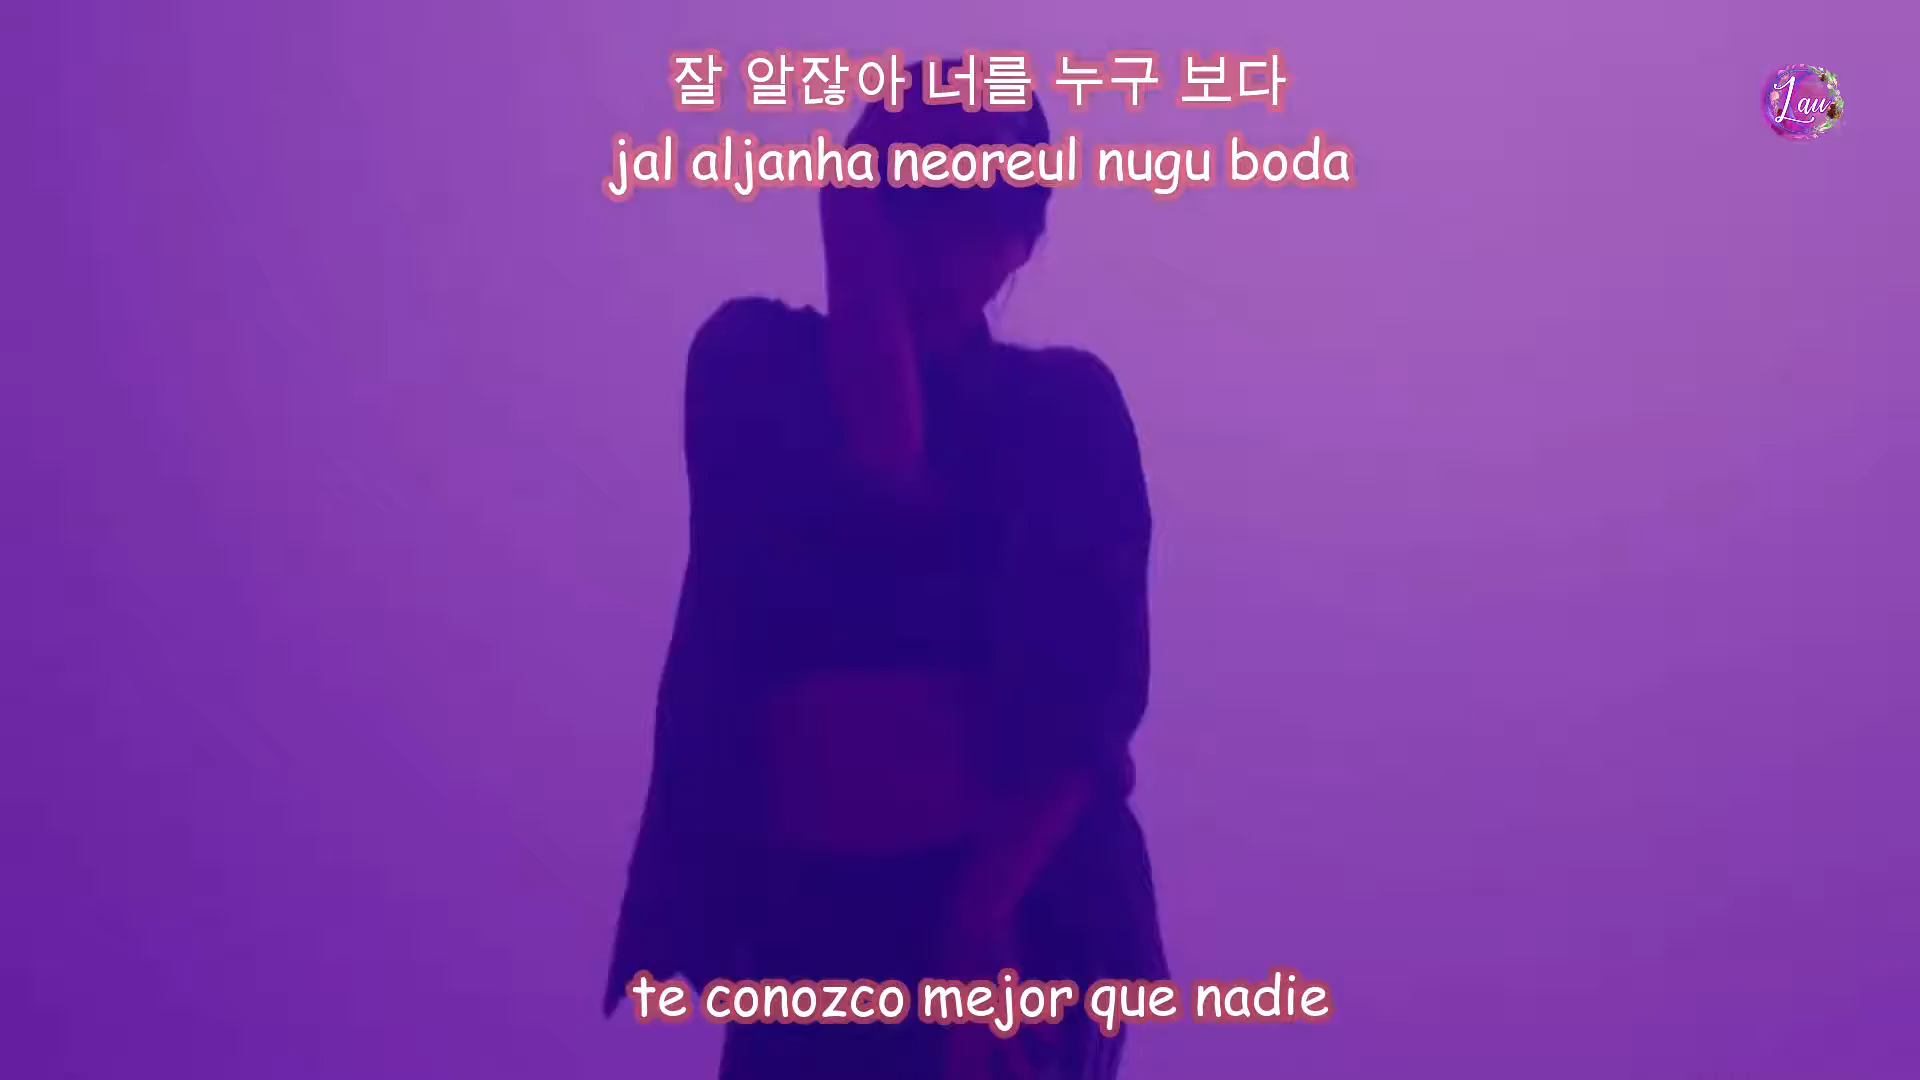 잘 알잖아 너를 누구 보다
Lau
jal aljanha neoreul nugu boda
te conozco mejor que nadie